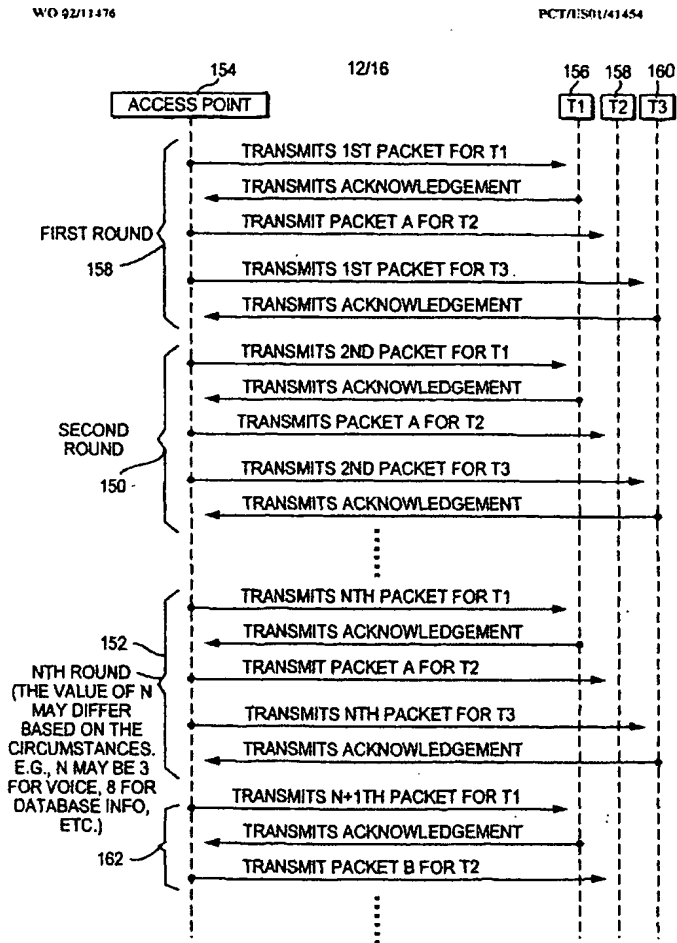 WO 92/11476 PCT/US01/41454
12/16
154 156 158 160
ACCESS POINT T1 T2 T3
TRANSMITS 1ST PACKET FOR T1
TRANSMITS ACKNOWLEDGEMENT
TRANSMIT PACKET A FOR T2
FIRST ROUND
158
TRANSMITS 1ST PACKET FOR T3
TRANSMITS ACKNOWLEDGEMENT
TRANSMITS 2ND PACKET FOR T1
TRANSMITS ACKNOWLEDGEMENT
TRANSMITS PACKET A FOR T2
SECOND
ROUND
150
TRANSMITS 2ND PACKET FOR T3
TRANSMITS ACKNOWLEDGEMENT
TRANSMITS NTH PACKET FOR T1
152
TRANSMITS ACKNOWLEDGEMENT
TRANSMIT PACKET A FOR T2
NTH ROUND
(THE VALUE OF N
MAY DIFFER
BASED ON THE
CIRCUMSTANCES.
E.G., N MAY BE 3
FOR VOICE, 8 FOR
DATABASE INFO,
ETC.)
TRANSMITS NTH PACKET FOR T3
TRANSMITS ACKNOWLEDGEMENT
TRANSMITS N+1TH PACKET FOR T1
TRANSMITS ACKNOWLEDGEMENT
162
TRANSMIT PACKET B FOR T2